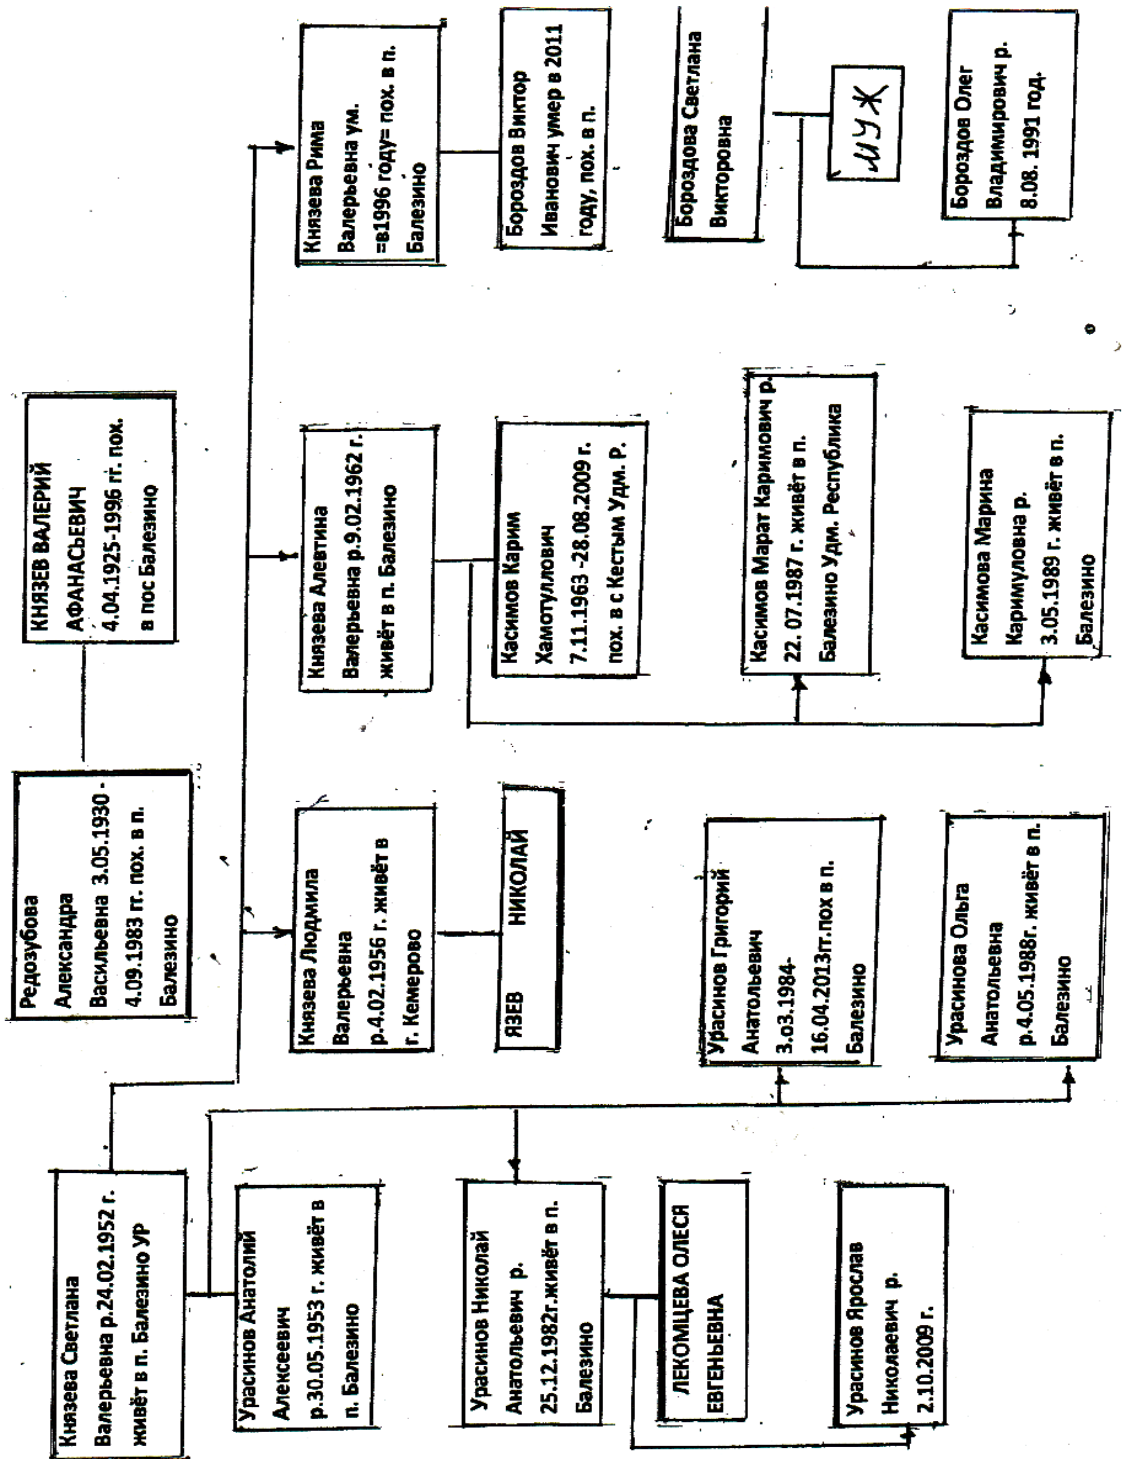 Редозубова
Александра
Васильевна 3.05.1930 -
4.09.1983 гг. пох. в п.
Балезино
КНЯЗЕВ ВАЛЕРИЙ
АФАНАСЬЕВИЧ
4.04.1925-1996 гг. пох.
в пос Балезино
Князева Светлана
Валерьевна р.24.02.1952 г.
живёт в п. Балезино УР
Урасинов Анатолий
Алексеевич
р.30.05.1953 г. живёт в
п. Балезино
Урасинов Николай
Анатольевич р.
25.12.1982г.живёт в п.
Балезино
ЛЕКОМЦЕВА ОЛЕСЯ
ЕВГЕНЬЕВНА
Урасинов Ярослав
Николаевич р.
2.10.2009 г.
Урасинов Григорий
Анатольевич
3.о3.1984-
16.04.2013гг.пох в п.
Балезино
Урасинова Ольга
Анатольевна
р.4.05.1988г. живёт в п.
Балезино
Князева Людмила
Валерьевна
р.4.02.1956 г. живёт в
г. Кемерово
ЯЗЕВ НИКОЛАЙ
Князева Алевтина
Валерьевна р.9.02.1962 г.
живёт в п. Балезино
Касимов Карим
Хамотуллович
7.11.1963 -28.08.2009 г.
пох. в с Кестым Удм. Р.
Касимов Марат Каримович р.
22. 07.1987 г. живёт в п.
Балезино Удм. Республика
Касимова Марина
Каримуловна р.
3.05.1989 г. живёт в п.
Балезино
Князева Рима
Валерьевна ум.
=в1996 году= пох. в п.
Балезино
Бороздов Виктор
Иванович умер в 2011
году, пох. в п.
Бороздова Светлана
Викторовна
МУЖ
Бороздов Олег
Владимирович р.
8.08. 1991 год.